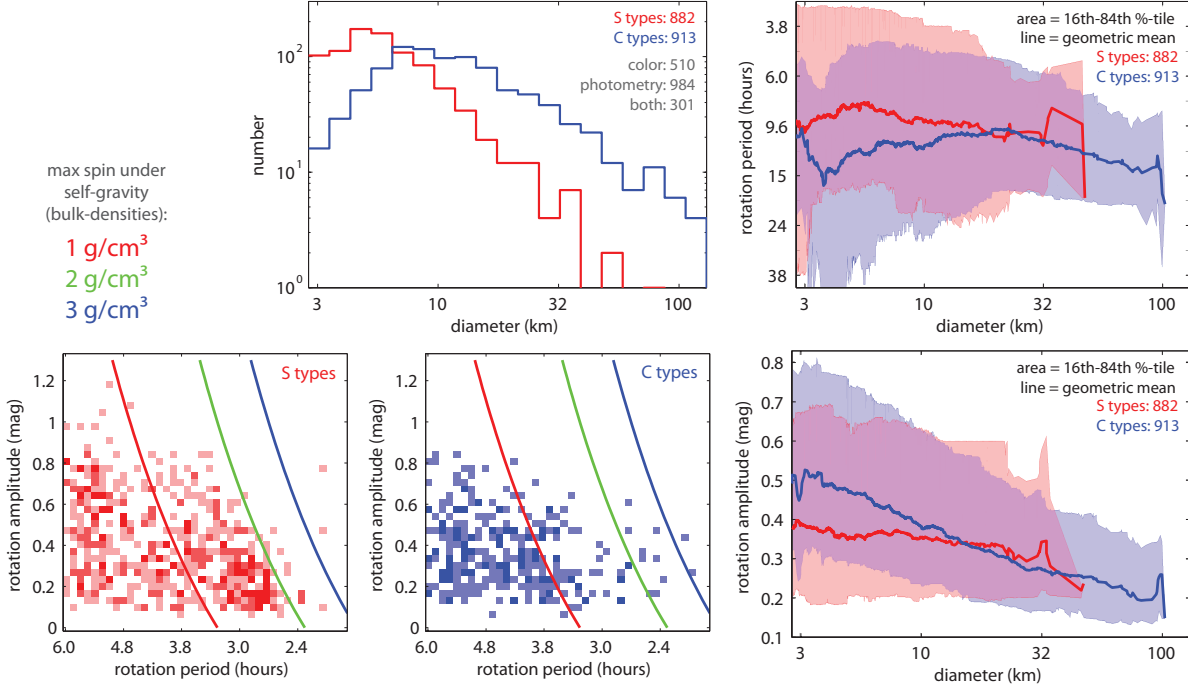 S types: 882
C types: 913
color: 510
photometry: 984
both: 301
number
10²
10¹
10⁰
3
10
32
100
diameter (km)
area = 16th-84th %-tile
line = geometric mean
S types: 882
C types: 913
rotation period (hours)
3.8
6.0
9.6
15
24
38
3
10
32
100
diameter (km)
max spin under
self-gravity
(bulk-densities):
1 g/cm³
2 g/cm³
3 g/cm³
S types
rotation amplitude (mag)
1.2
1
0.8
0.6
0.4
0.2
0
6.0
4.8
3.8
3.0
2.4
rotation period (hours)
C types
rotation amplitude (mag)
1.2
1
0.8
0.6
0.4
0.2
0
6.0
4.8
3.8
3.0
2.4
rotation period (hours)
area = 16th-84th %-tile
line = geometric mean
S types: 882
C types: 913
rotation amplitude (mag)
0.8
0.7
0.6
0.5
0.4
0.3
0.2
0.1
3
10
32
100
diameter (km)